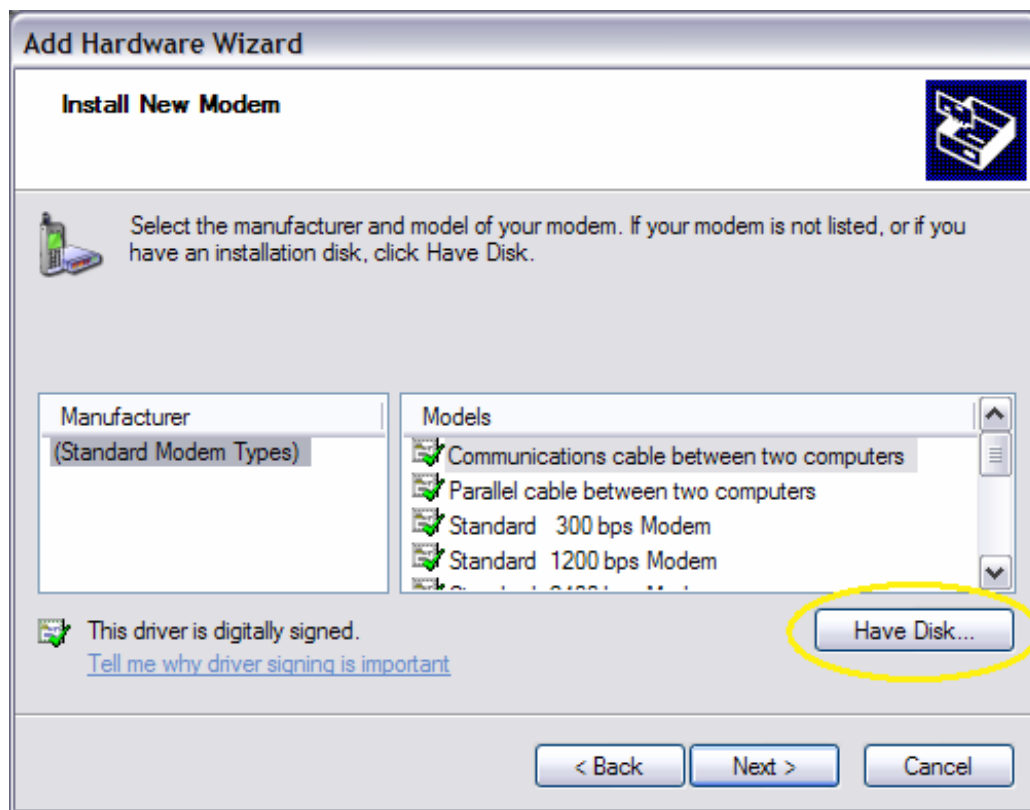 Add Hardware Wizard
Install New Modem
Select the manufacturer and model of your modem. If your modem is not listed, or if you
have an installation disk, click Have Disk.
Manufacturer
(Standard Modem Types)
Models
Communications cable between two computers
Parallel cable between two computers
Standard 300 bps Modem
Standard 1200 bps Modem
This driver is digitally signed.
Tell me why driver signing is important
Have Disk...
< Back
Next >
Cancel